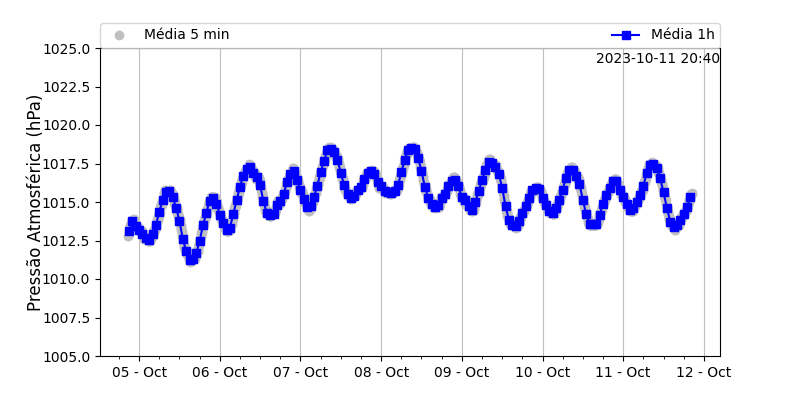 Média 5 min
Média 1h
2023-10-11 20:40
Pressão Atmosférica (hPa)
1025.0
1022.5
1020.0
1017.5
1015.0
1012.5
1010.0
1007.5
1005.0
05 - Oct
06 - Oct
07 - Oct
08 - Oct
09 - Oct
10 - Oct
11 - Oct
12 - Oct